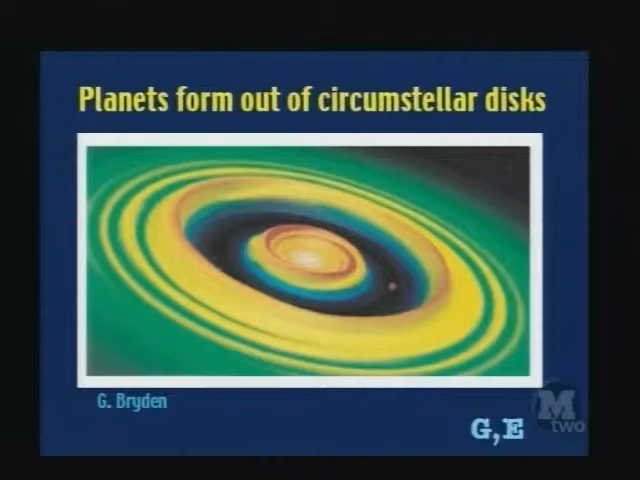 Planets form out of circumstellar disks
G. Bryden
G,E
M
two